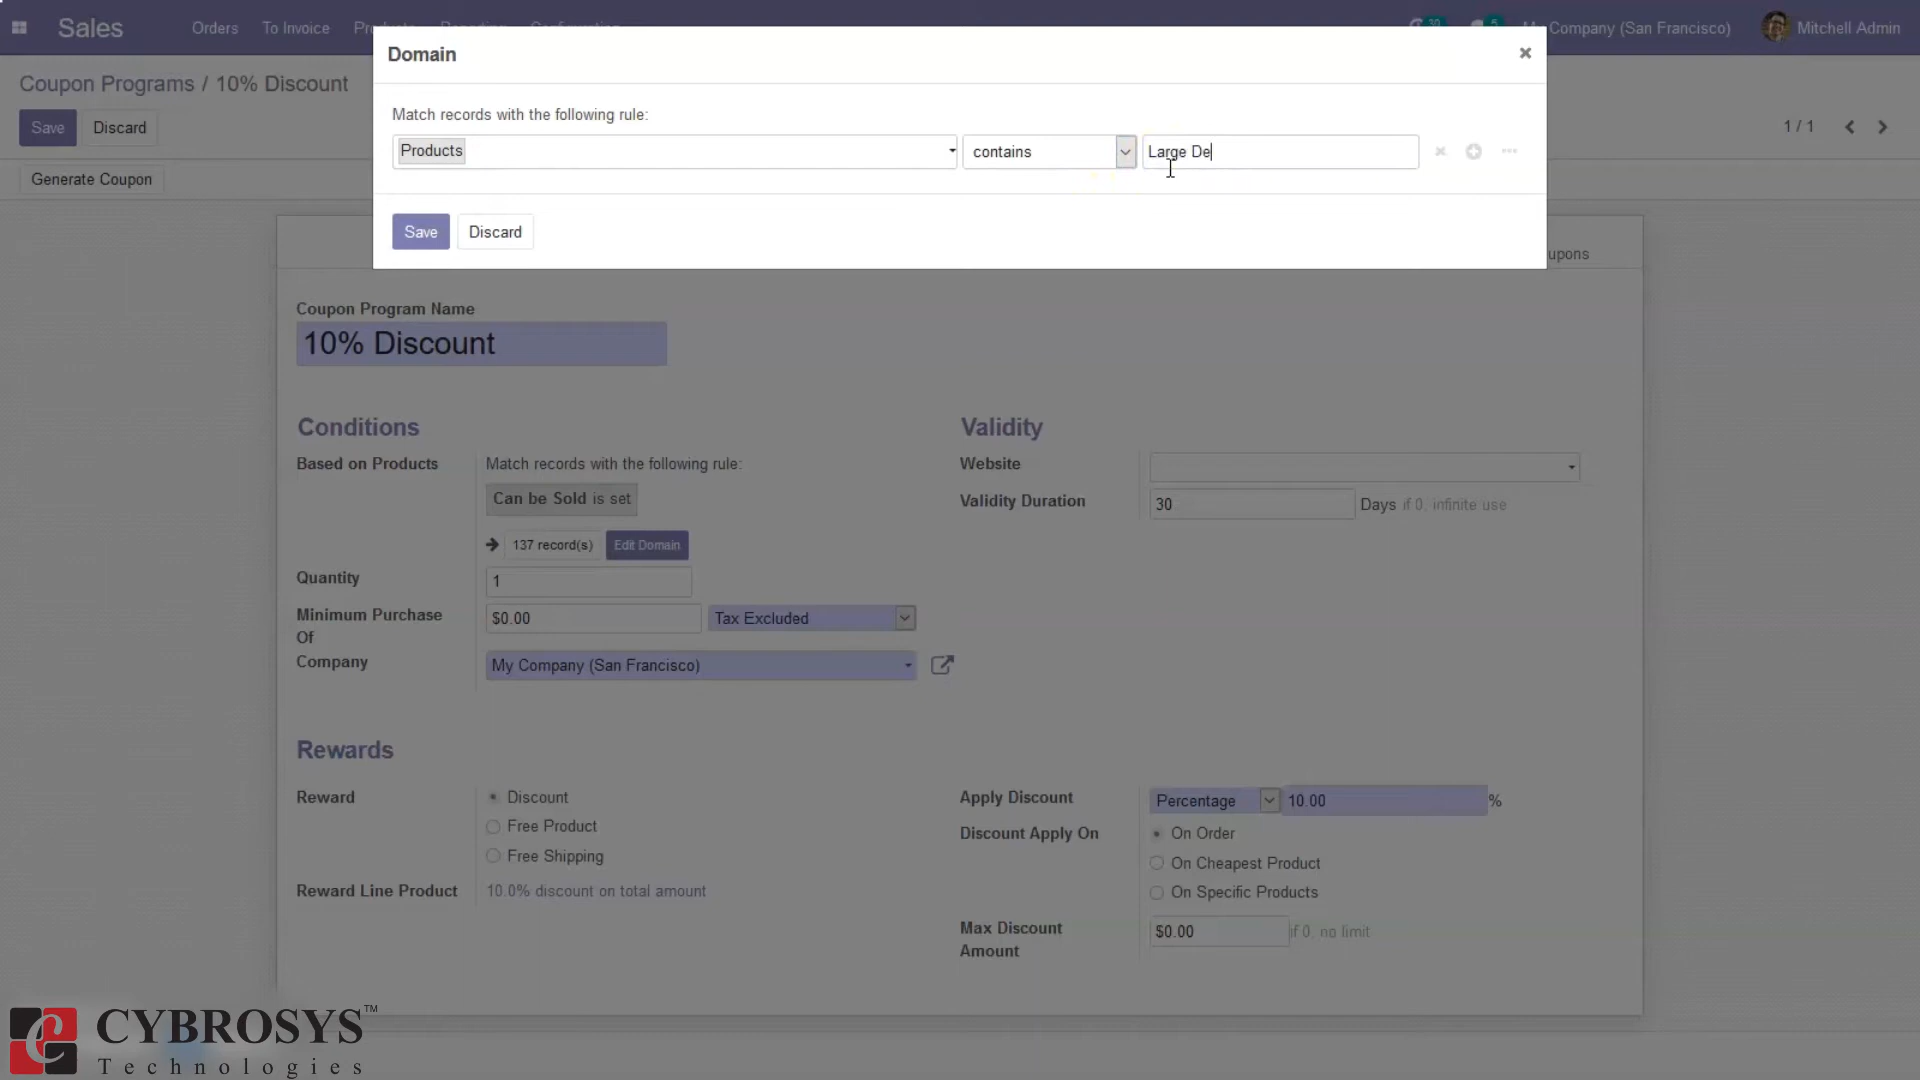 Sales Orders To Invoice 30 5 Company (San Francisco) Mitchell Admin
Domain
Coupon Programs / 10% Discount
Save Discard
1 / 1
Match records with the following rule:
Products contains Large De
Generate Coupon
Save Discard
upons
Coupon Program Name
10% Discount
Conditions
Validity
Based on Products Match records with the following rule:
Website
Can be Sold is set
Validity Duration 30 Days if 0, infinite use
137 record(s) Edit Domain
Quantity 1
Minimum Purchase Of $0.00 Tax Excluded
Company My Company (San Francisco)
Rewards
Reward Discount
Free Product
Free Shipping
Reward Line Product 10.0% discount on total amount
Apply Discount Percentage 10.00 %
Discount Apply On On Order
On Cheapest Product
On Specific Products
Max Discount Amount $0.00 if 0, no limit
CYBROSYS™
Technologies